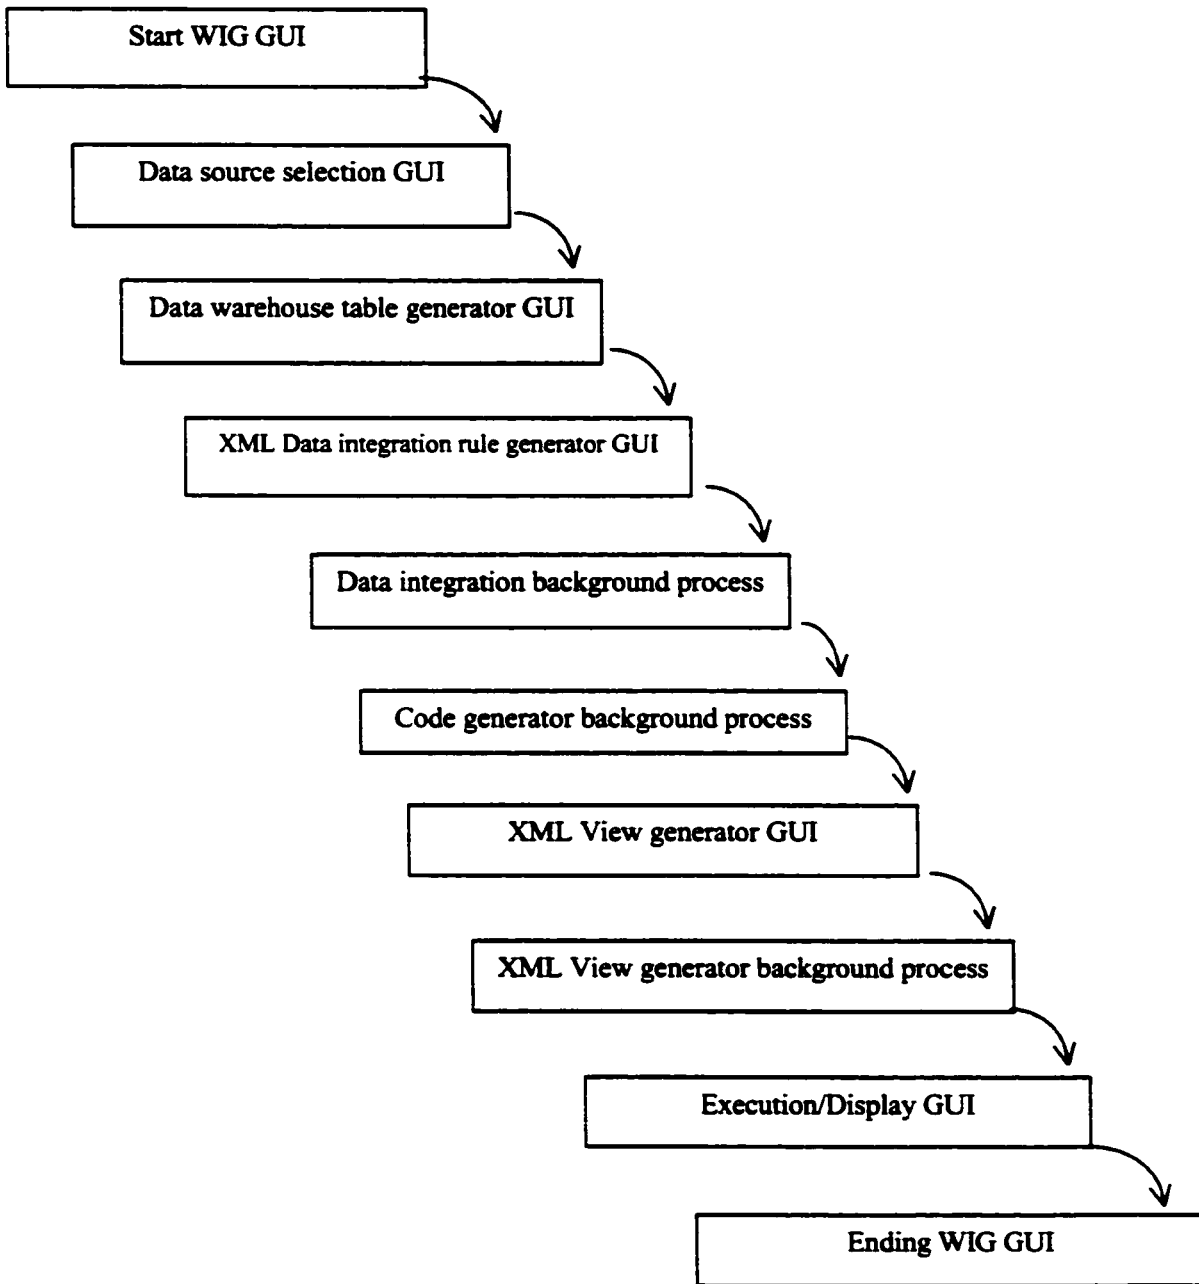 Start WIG GUI
Data source selection GUI
Data warehouse table generator GUI
XML Data integration rule generator GUI
Data integration background process
Code generator background process
XML View generator GUI
XML View generator background process
Execution/Display GUI
Ending WIG GUI